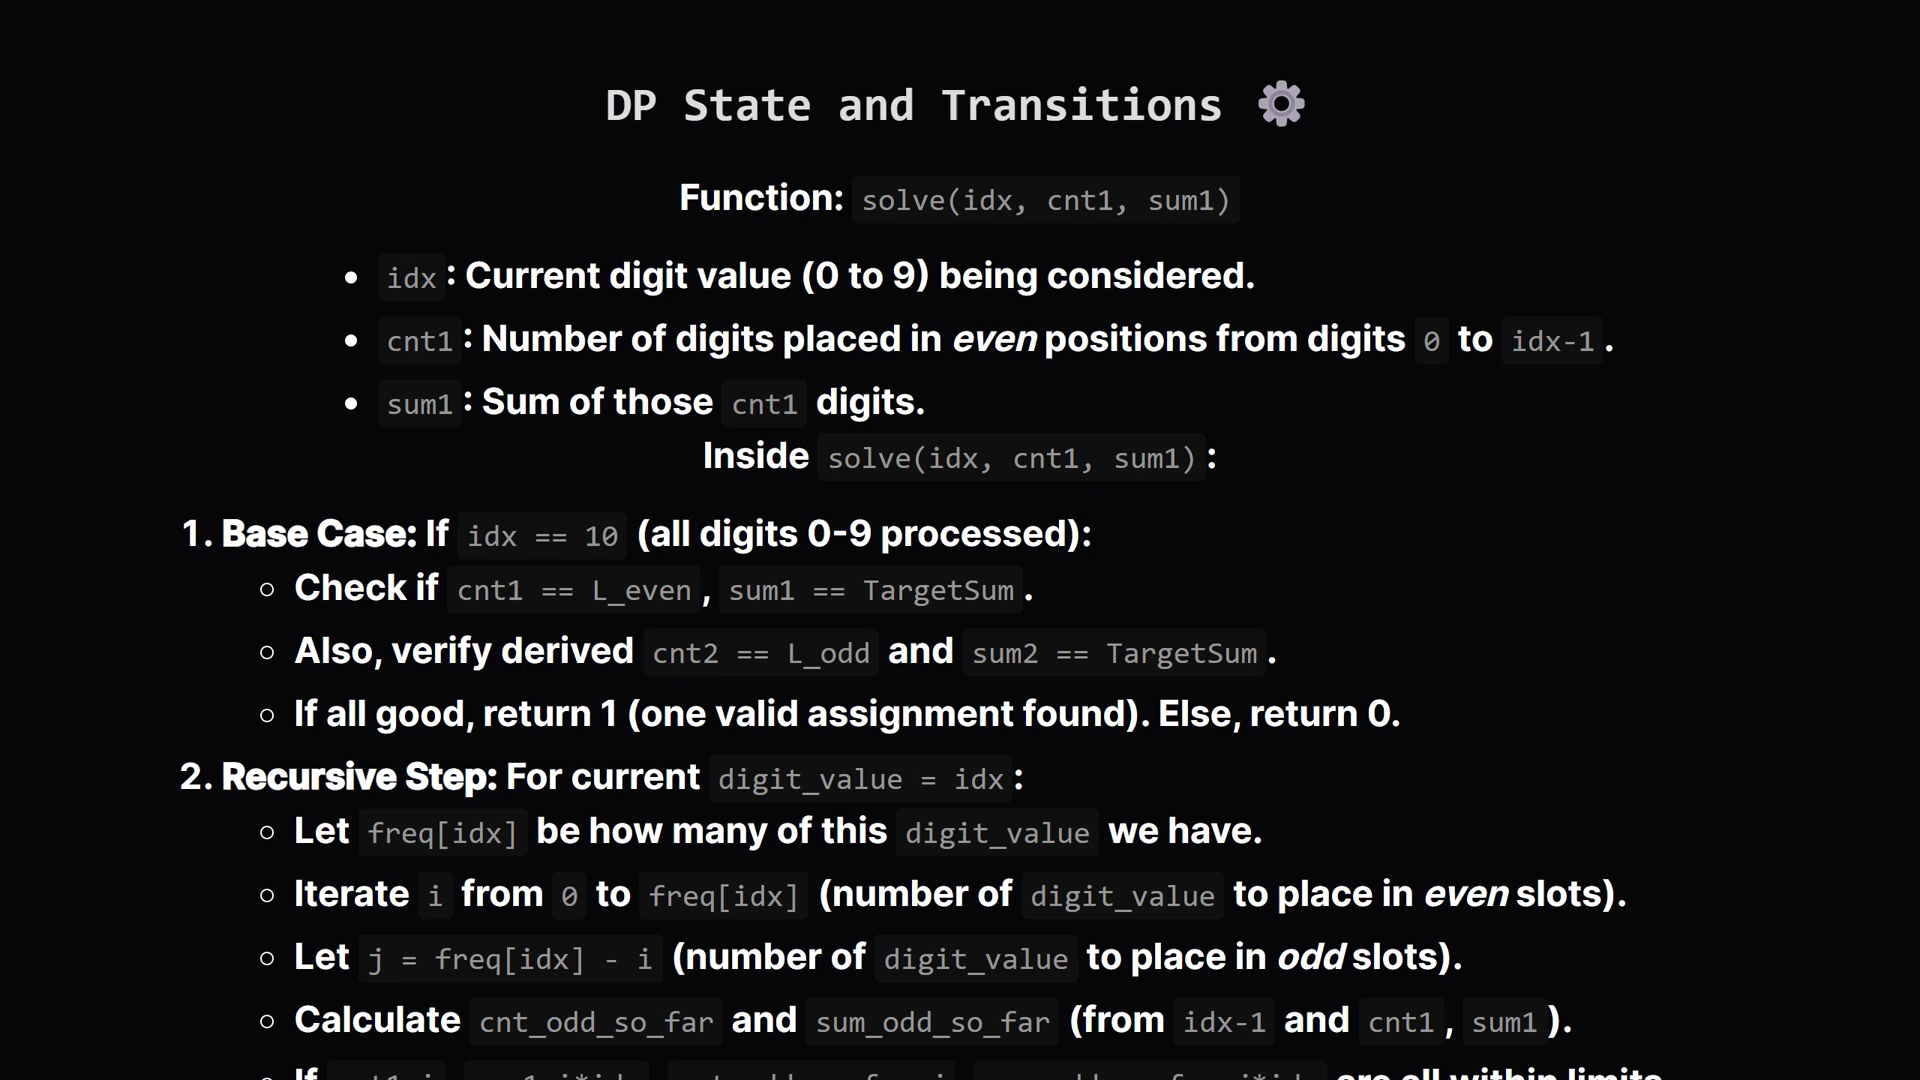 DP State and Transitions ⚙
Function: solve(idx, cnt1, sum1)
• idx: Current digit value (0 to 9) being considered.
• cnt1: Number of digits placed in even positions from digits 0 to idx-1.
• sum1: Sum of those cnt1 digits.
Inside solve(idx, cnt1, sum1):
1. Base Case: If idx == 10 (all digits 0-9 processed):
○ Check if cnt1 == L_even, sum1 == TargetSum.
○ Also, verify derived cnt2 == L_odd and sum2 == TargetSum.
○ If all good, return 1 (one valid assignment found). Else, return 0.
2. Recursive Step: For current digit_value = idx:
○ Let freq[idx] be how many of this digit_value we have.
○ Iterate i from 0 to freq[idx] (number of digit_value to place in even slots).
○ Let j = freq[idx] - i (number of digit_value to place in odd slots).
○ Calculate cnt_odd_so_far and sum_odd_so_far (from idx-1 and cnt1, sum1).
○ If are all within limits